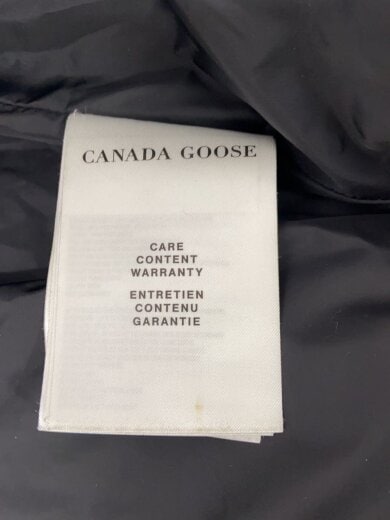 CANADA GOOSE
CARE
CONTENT
WARRANTY
ENTRETIEN
CONTENU
GARANTIE